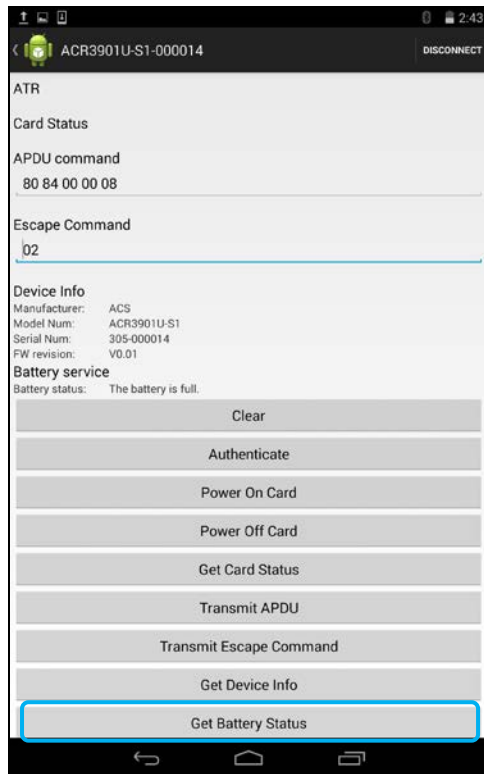 2:43
ACR3901U-S1-000014 DISCONNECT
ATR
Card Status
APDU command
80 84 00 00 08
Escape Command
02
Device Info
Manufacturer: ACS
Model Num: ACR3901U-S1
Serial Num: 305-000014
FW revision: V0.01
Battery service
Battery status: The battery is full.
Clear
Authenticate
Power On Card
Power Off Card
Get Card Status
Transmit APDU
Transmit Escape Command
Get Device Info
Get Battery Status